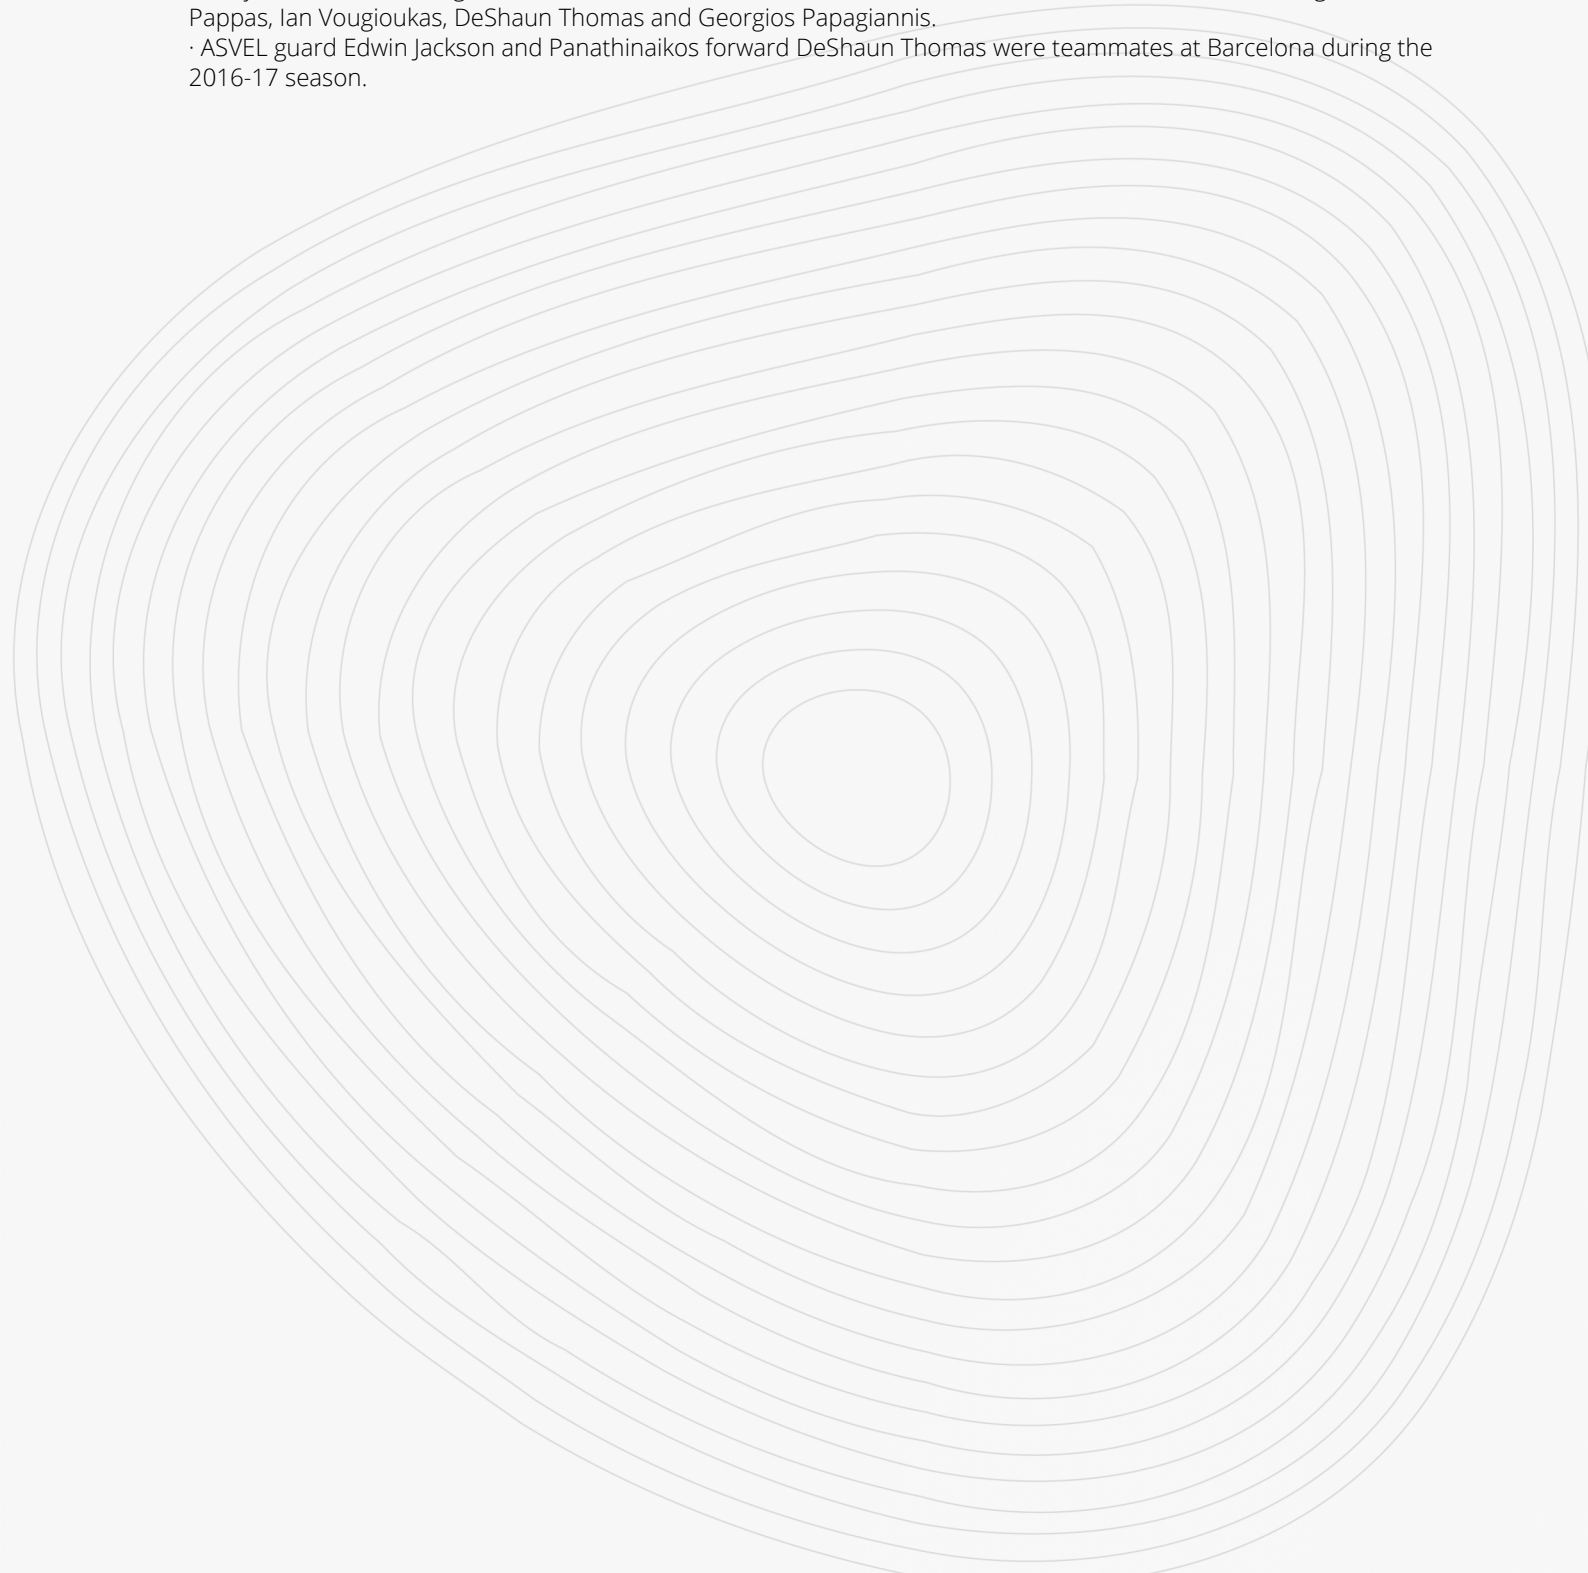 Pappas, Ian Vougioukas, DeShaun Thomas and Georgios Papagiannis.
· ASVEL guard Edwin Jackson and Panathinaikos forward DeShaun Thomas were teammates at Barcelona during the
2016-17 season.